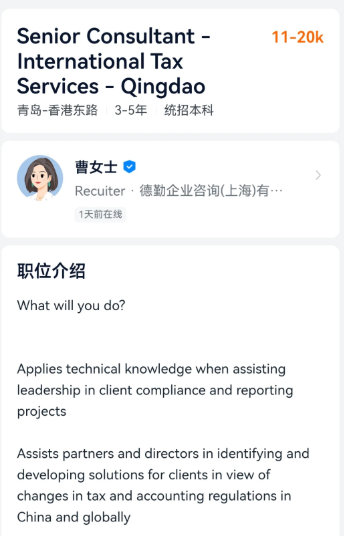 Senior Consultant -
International Tax
Services - Qingdao
11-20k
青岛-香港东路 3-5年 统招本科
曹女士
Recuiter · 德勤企业咨询(上海)有···
1天前在线
职位介绍
What will you do?
Applies technical knowledge when assisting
leadership in client compliance and reporting
projects
Assists partners and directors in identifying and
developing solutions for clients in view of
changes in tax and accounting regulations in
China and globally